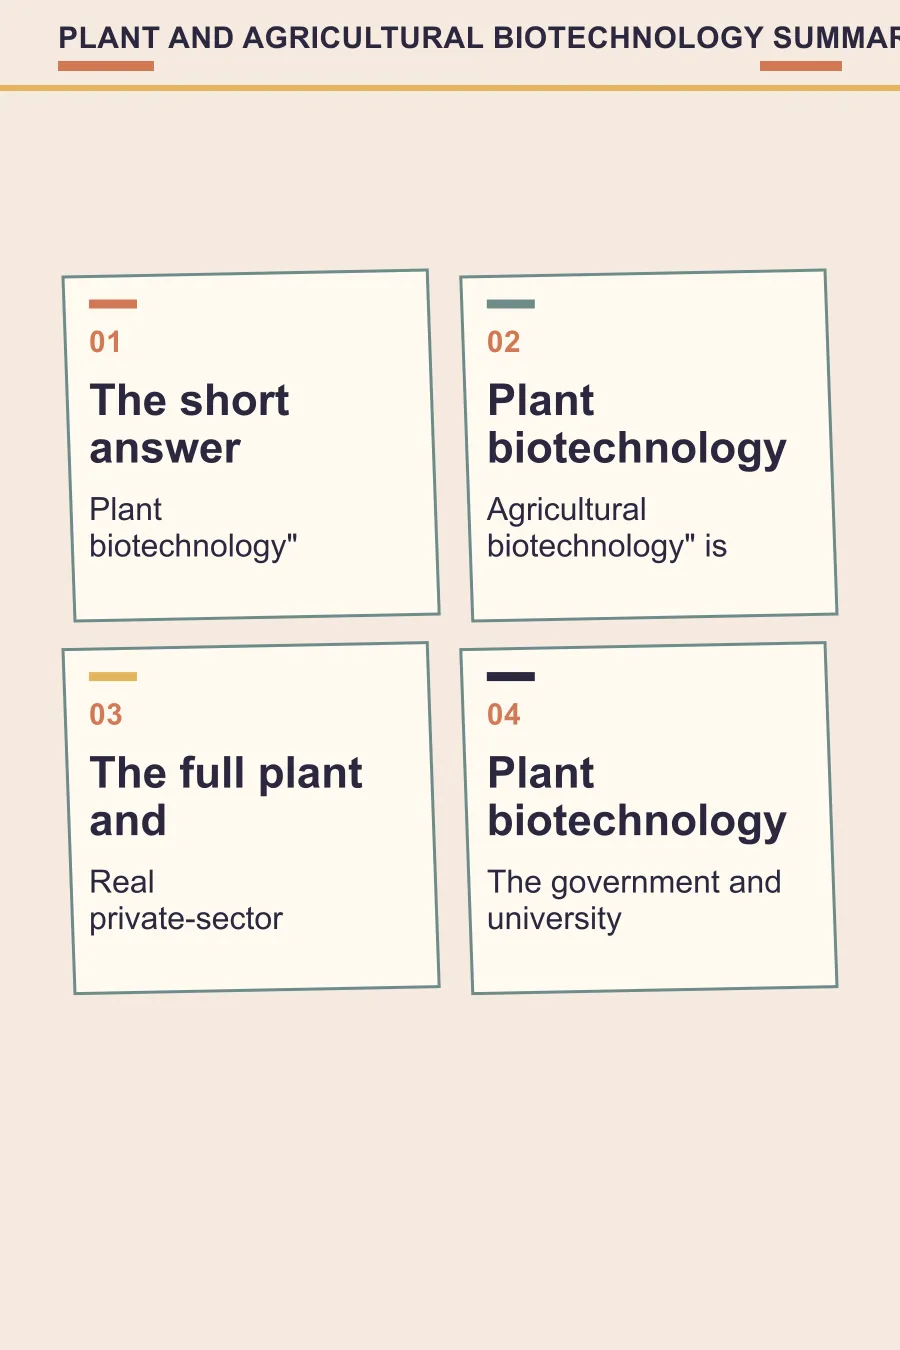 PLANT AND AGRICULTURAL BIOTECHNOLOGY SUMMAR
01
The short
answer
Plant
biotechnology"
02
Plant
biotechnology
Agricultural
biotechnology" is
03
The full plant
and
Real
private-sector
04
Plant
biotechnology
The government and
university